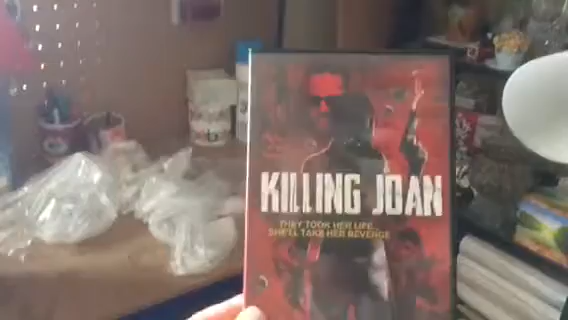 KILLING JOAN
THEY TOOK HER LIFE...
SHE'LL TAKE HER REVENGE